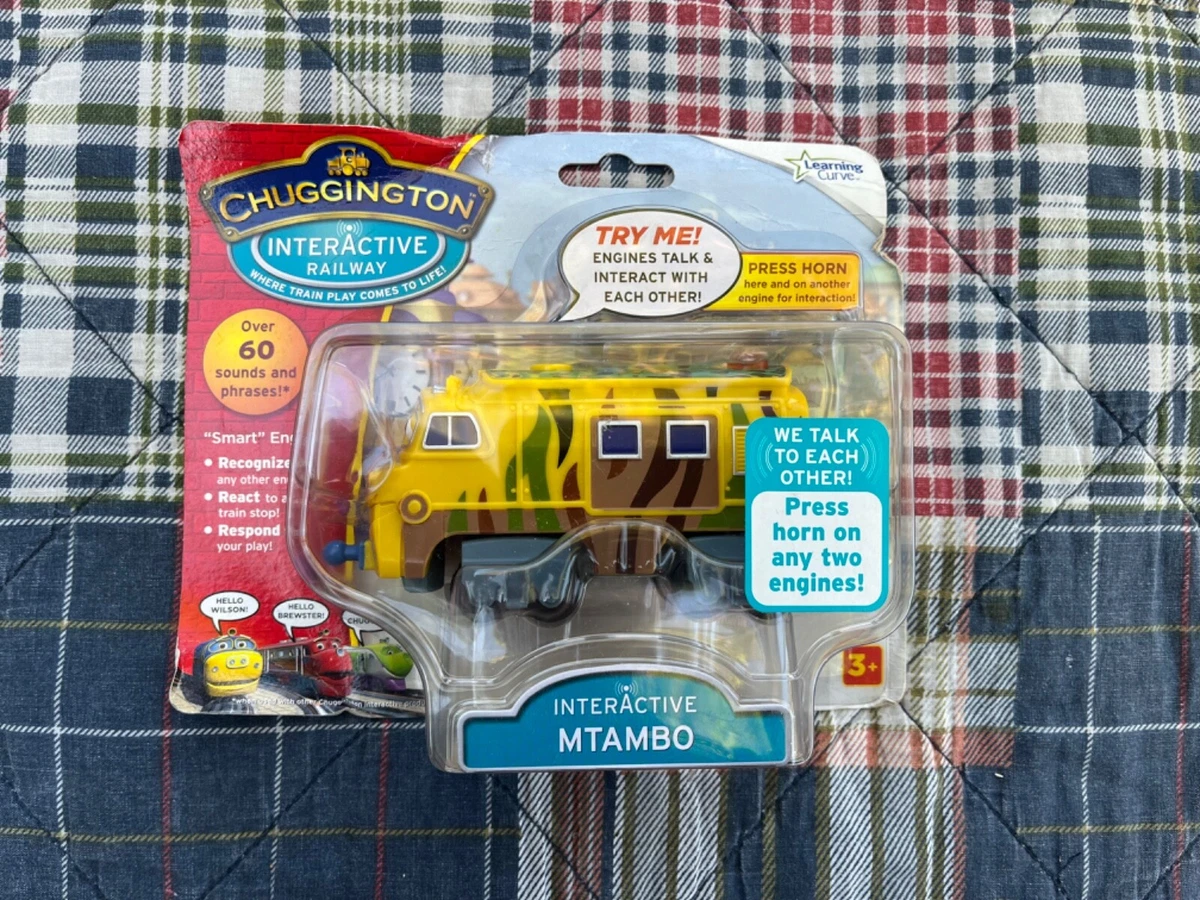 CHUGGINGTON
INTERACTIVE
RAILWAY
WHERE TRAIN PLAY COMES TO LIFE!
Learning
Curve
TRY ME!
ENGINES TALK &
INTERACT WITH
EACH OTHER!
PRESS HORN
here and on another
engine for interaction!
Over
60
sounds and
phrases!*
"Smart" Eng
• Recognize
any other en
• React to a
train stop!
• Respond
your play!
WE TALK
TO EACH
OTHER!
Press
horn on
any two
engines!
HELLO
WILSON!
HELLO
BREWSTER!
CHUG
3+
INTERACTIVE
MTAMBO